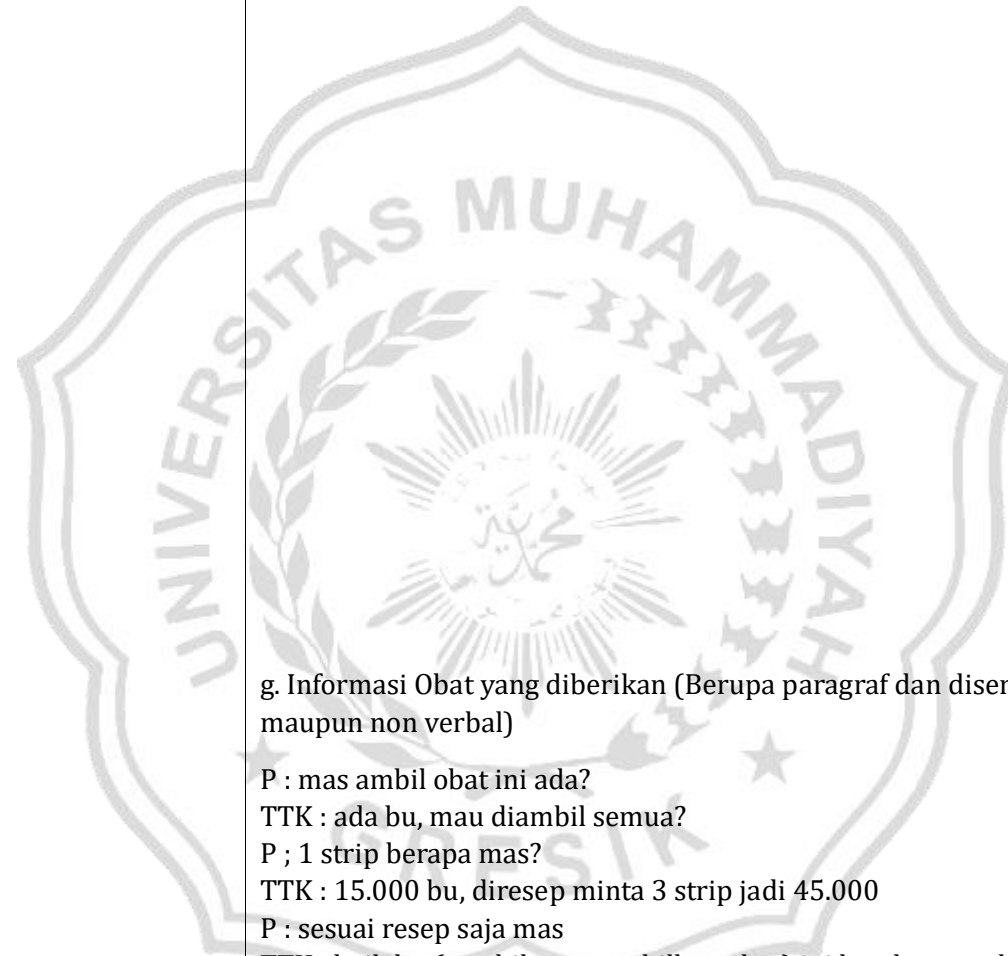 UNIVERSITAS MUHAMMADIYAH
محمد
g. Informasi Obat yang diberikan (Berupa paragraf dan
maupun non verbal)
P : mas ambil obat ini ada?
TTK : ada bu, mau diambil semua?
P ; 1 strip berapa mas?
TTK : 15.000 bu, diresep minta 3 strip jadi 45.000
P : sesuai resep saja mas
GRESIK